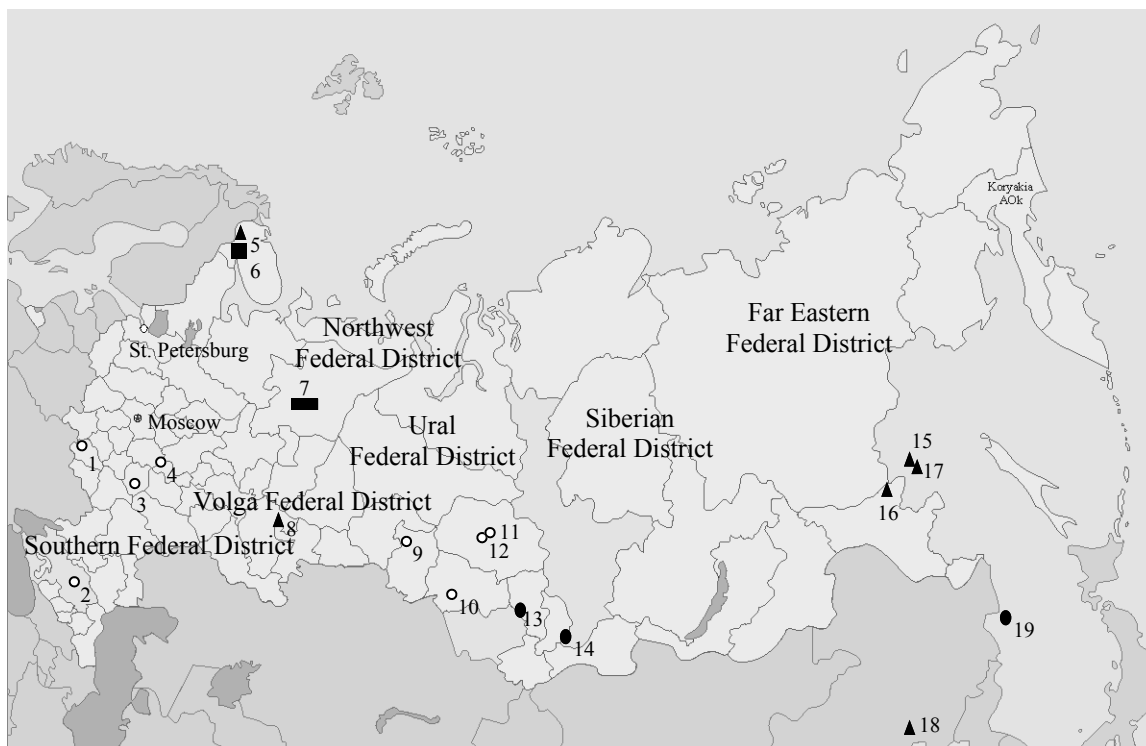 Koryakia
AOk
5
6
Northwest
Federal District
Far Eastern
Federal District
St. Petersburg
7
Moscow
Ural
Federal District
Siberian
Federal District
1
4
3
15
17
16
Volga Federal District
8
Southern Federal District
9
11
12
2
10
13
14
19
18